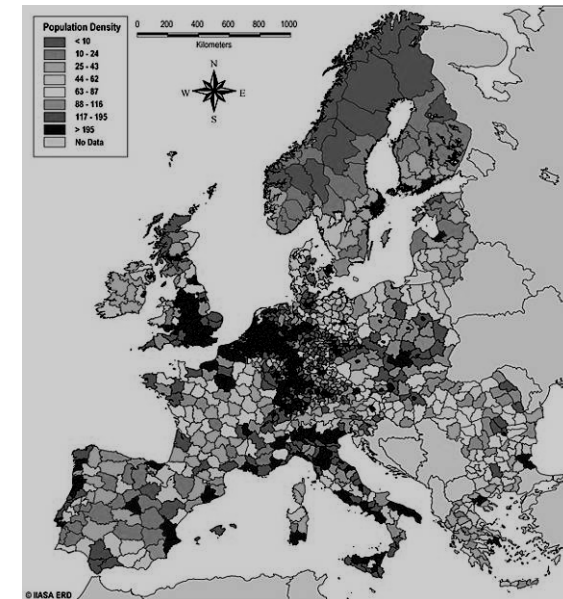 Population Density
< 10
10 - 24
25 - 43
44 - 62
63 - 87
88 - 116
117 - 195
> 195
No Data
0 200 400 600 800 1000
Kilometers
N
W E
S
© IIASA ERD